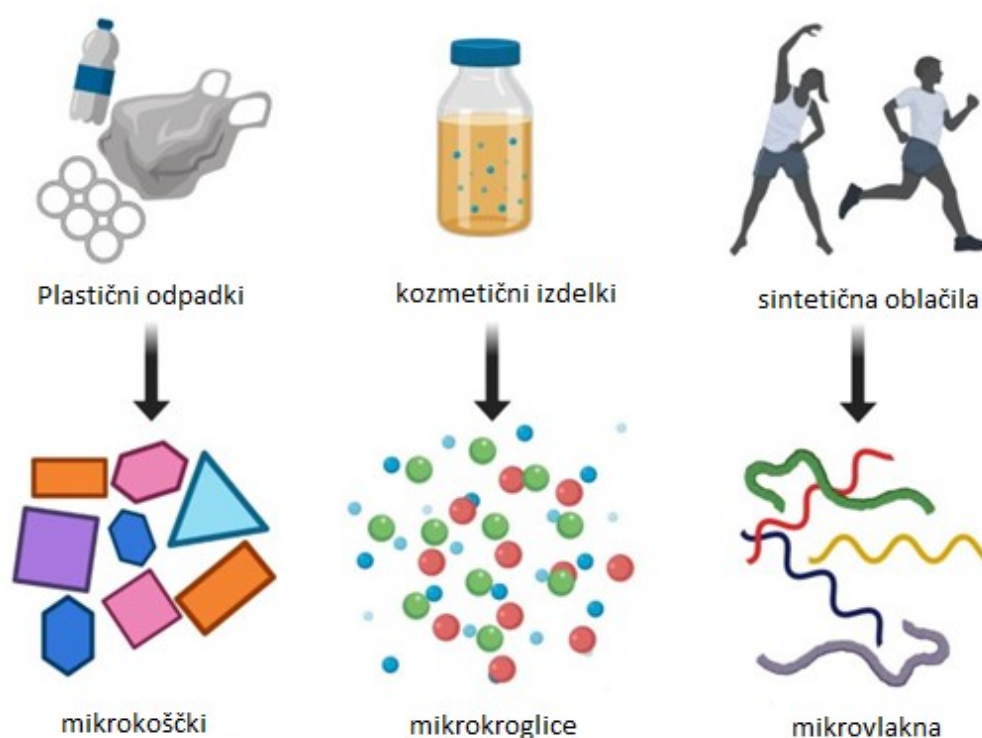 Plastični odpadki
kozmetični izdelki
sintetična oblačila
mikrokoščki
mikrokroglice
mikrovlakna